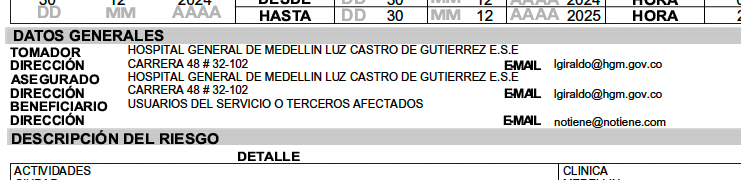 30 12 2024 DESDE DD 30 MM 12 AAAA 2024 HORA
DD MM AAAA HASTA DD 30 MM 12 AAAA 2025 HORA
DATOS GENERALES
TOMADOR HOSPITAL GENERAL DE MEDELLIN LUZ CASTRO DE GUTIERREZ E.S.E
DIRECCIÓN CARRERA 48 # 32-102 E-MAIL lgiraldo@hgm.gov.co
ASEGURADO HOSPITAL GENERAL DE MEDELLIN LUZ CASTRO DE GUTIERREZ E.S.E
DIRECCIÓN CARRERA 48 # 32-102 E-MAIL lgiraldo@hgm.gov.co
BENEFICIARIO USUARIOS DEL SERVICIO O TERCEROS AFECTADOS
DIRECCIÓN E-MAIL notiene@notiene.com
DESCRIPCIÓN DEL RIESGO
DETALLE
ACTIVIDADES CLINICA